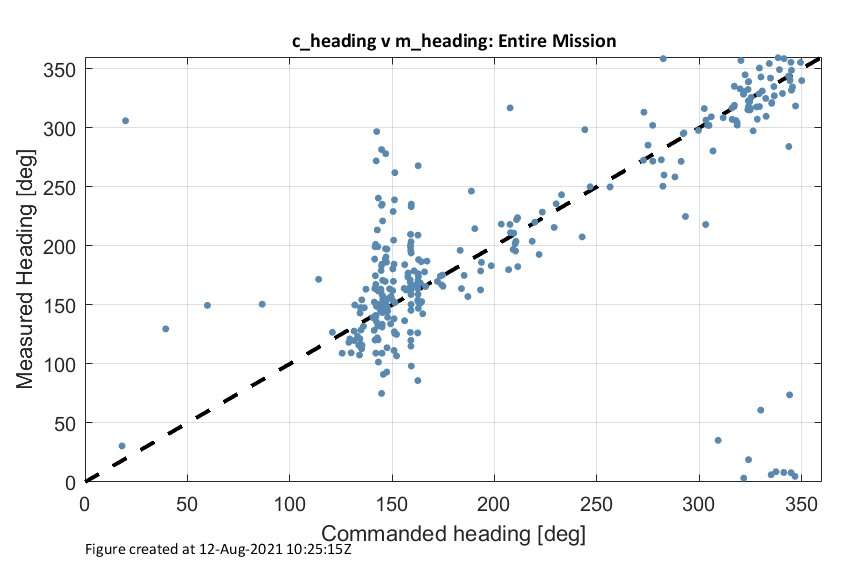 c_heading v m_heading: Entire Mission
Measured Heading [deg]
350
300
250
200
150
100
50
0
0 50 100 150 200 250 300 350
Commanded heading [deg]
Figure created at 12-Aug-2021 10:25:15Z